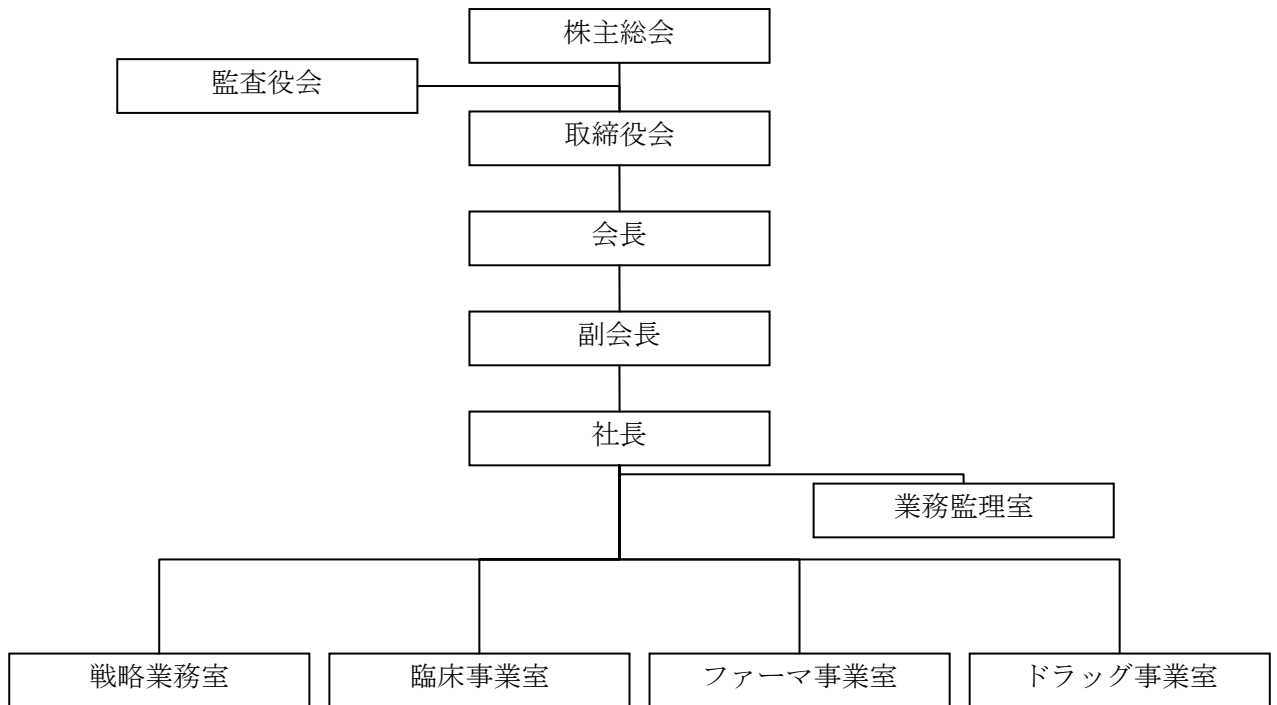 株主総会
監査役会
取締役会
会長
副会長
社長
業務監理室
戦略業務室
臨床事業室
ファーマ事業室
ドラッグ事業室